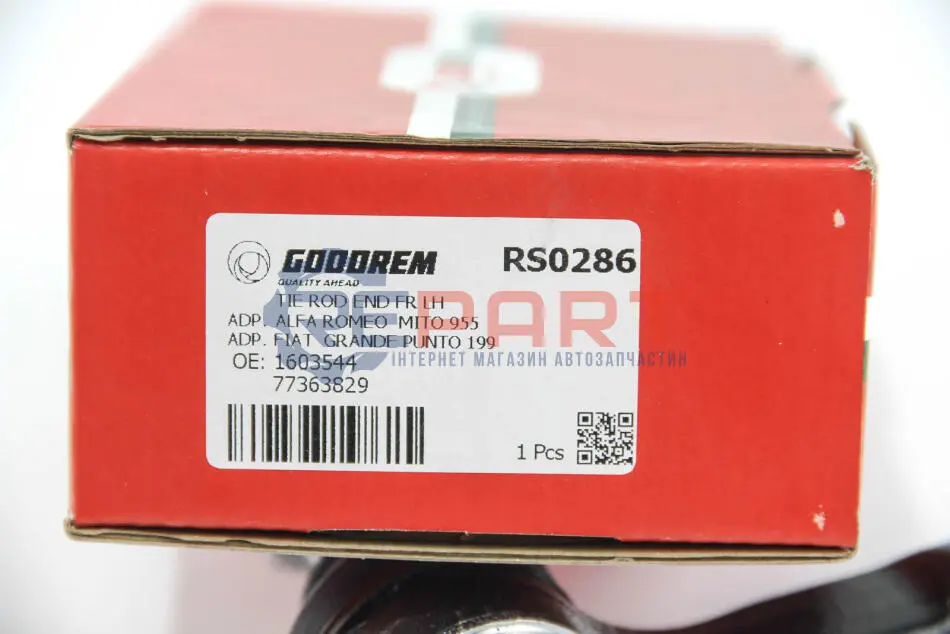 GOODREM
QUALITY AHEAD
RS0286
TIE ROD END FR LH
ADP. ALFA ROMEO MITO 955
ADP. FIAT GRANDE PUNTO 199
OE: 1603544
77363829
1 Pcs
REPART
ІНТЕРНЕТ МАГАЗИН АВТОЗАПЧАСТИН